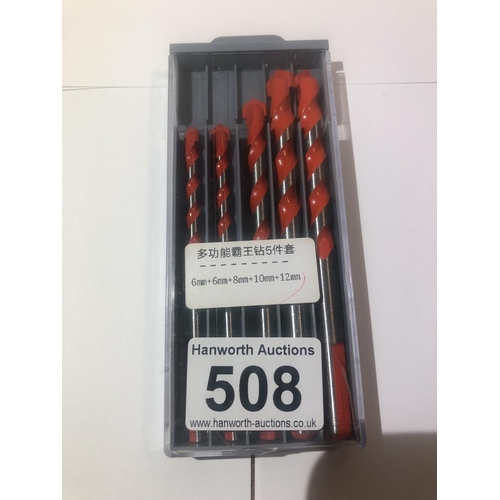 多功能霸王钻5件套
6mm+6mm+8mm+10mm+12mm
Hanworth Auctions
508
www.hanworth-auctions.co.uk